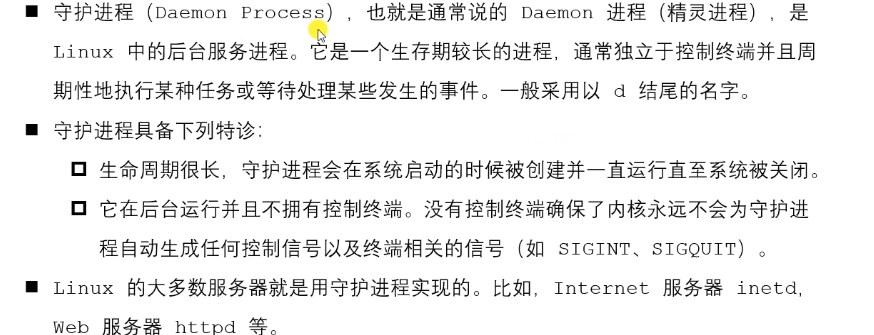 ■ 守护进程（Daemon Process），也就是通常说的 Daemon 进程（精灵进程），是
Linux 中的后台服务进程。它是一个生存期较长的进程，通常独立于控制终端并且周
期性地执行某种任务或等待处理某些发生的事件。一般采用以 d 结尾的名字。
■ 守护进程具备下列特诊：
□ 生命周期很长，守护进程会在系统启动的时候被创建并一直运行直至系统被关闭。
□ 它在后台运行并且不拥有控制终端。没有控制终端确保了内核永远不会为守护进
程自动生成任何控制信号以及终端相关的信号（如 SIGINT、SIGQUIT）。
■ Linux 的大多数服务器就是用守护进程实现的。比如，Internet 服务器 inetd，
Web 服务器 httpd 等。